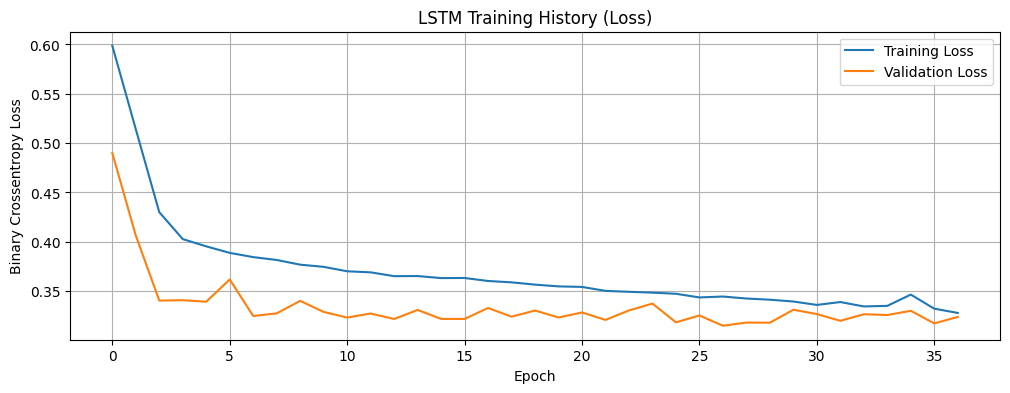 LSTM Training History (Loss)
Training Loss
Validation Loss
Binary Crossentropy Loss
0.60
0.55
0.50
0.45
0.40
0.35
0
5
10
15
20
25
30
35
Epoch